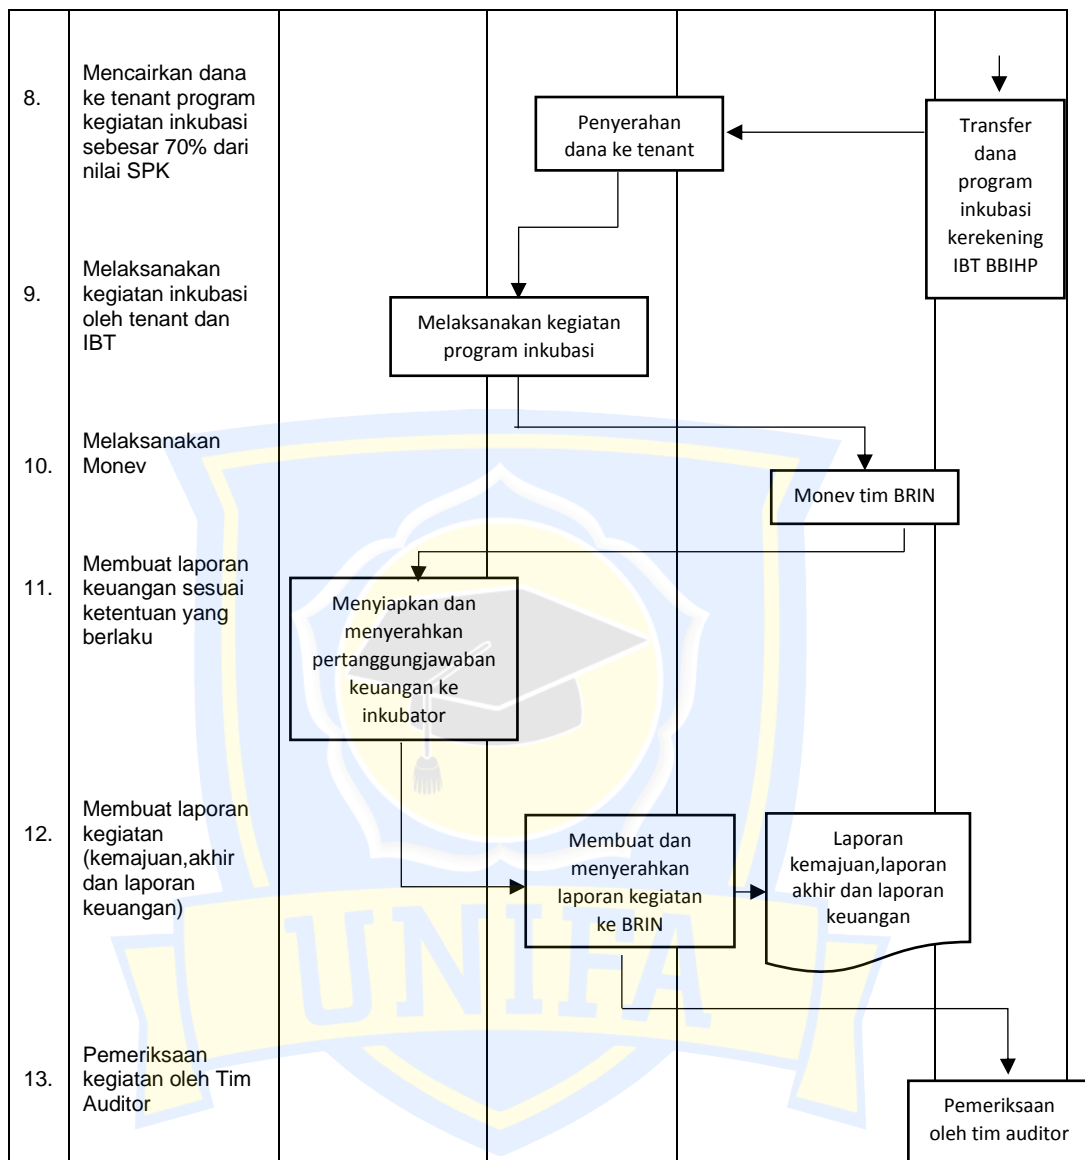 8.
Mencairkan dana
ke tenant program
kegiatan inkubasi
sebesar 70% dari
nilai SPK
Penyerahan
dana ke tenant
Transfer
dana
program
inkubasi
kerekening
IBT BBIHP
9.
Melaksanakan
kegiatan inkubasi
oleh tenant dan
IBT
Melaksanakan kegiatan
program inkubasi
10.
Melaksanakan
Monev
Monev tim BRIN
11.
Membuat laporan
keuangan sesuai
ketentuan yang
berlaku
Menyiapkan dan
menyerahkan
pertanggungjawaban
keuangan ke
inkubator
12.
Membuat laporan
kegiatan
(kemajuan,akhir
dan laporan
keuangan)
Membuat dan
menyerahkan
laporan kegiatan
ke BRIN
Laporan
kemajuan,laporan
akhir dan laporan
keuangan
UNIFA
13.
Pemeriksaan
kegiatan oleh Tim
Auditor
Pemeriksaan
oleh tim auditor